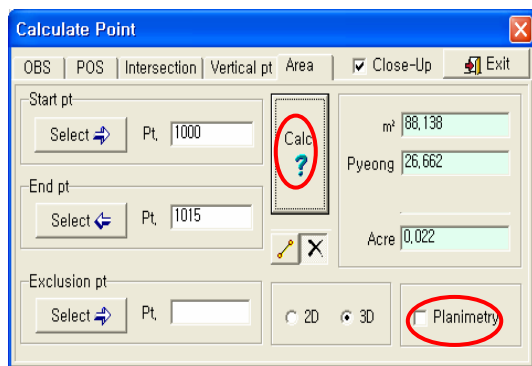 Calculate Point
OBS POS Intersection Vertical pt Area Close-Up Exit
Start pt
Select Pt, 1000
Calc
?
m² 88,138
Pyeong 26,662
End pt
Select Pt, 1015
Acre 0,022
Exclusion pt
Select Pt,
2D 3D
Planimetry